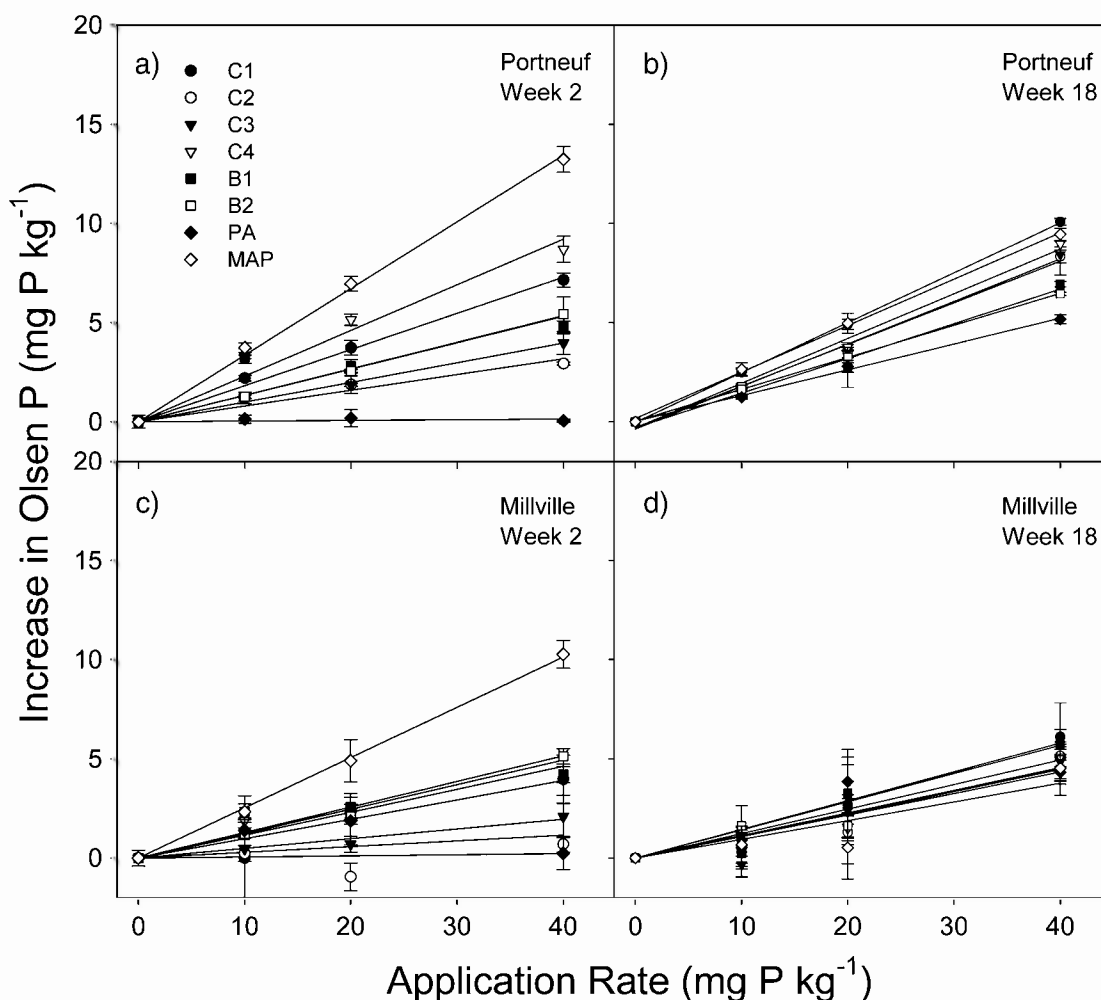 Increase in Olsen P (mg P kg⁻¹)
20
15
10
5
0
a)
C1
C2
C3
C4
B1
B2
PA
MAP
Portneuf
Week 2
b)
Portneuf
Week 18
20
15
10
5
0
c)
Millville
Week 2
d)
Millville
Week 18
0 10 20 30 40 0 10 20 30 40
Application Rate (mg P kg⁻¹)